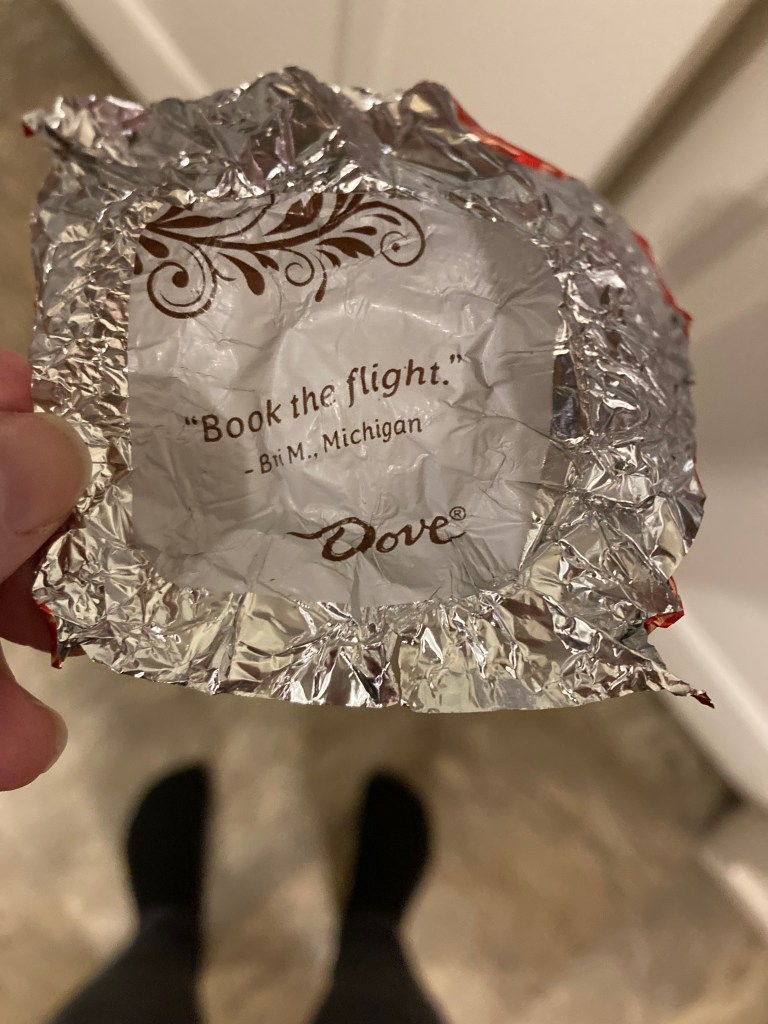 “Book the flight.”
- Bri M., Michigan
Dove®